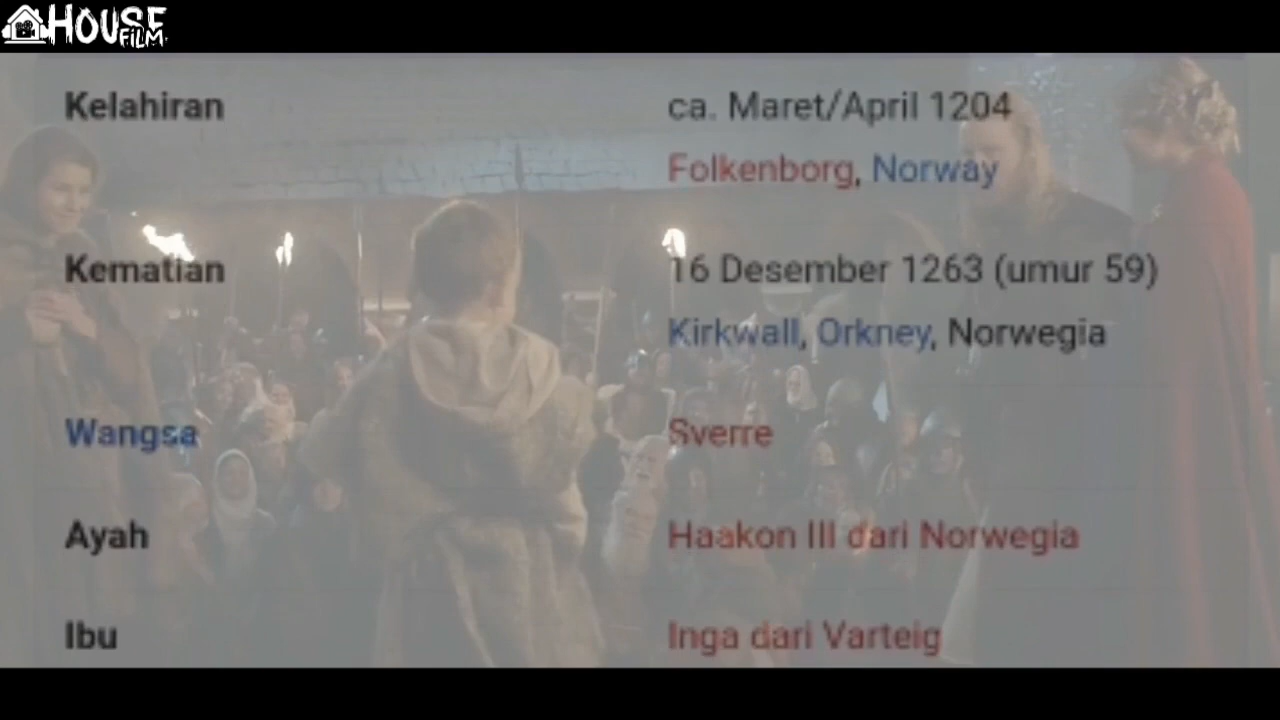 HOUSE
FILM
Kelahiran ca. Maret/April 1204
Folkenborg, Norway
Kematian 16 Desember 1263 (umur 59)
Kirkwall, Orkney, Norwegia
Wangsa Sverre
Ayah Haakon III dari Norwegia
Ibu Inga dari Varteig